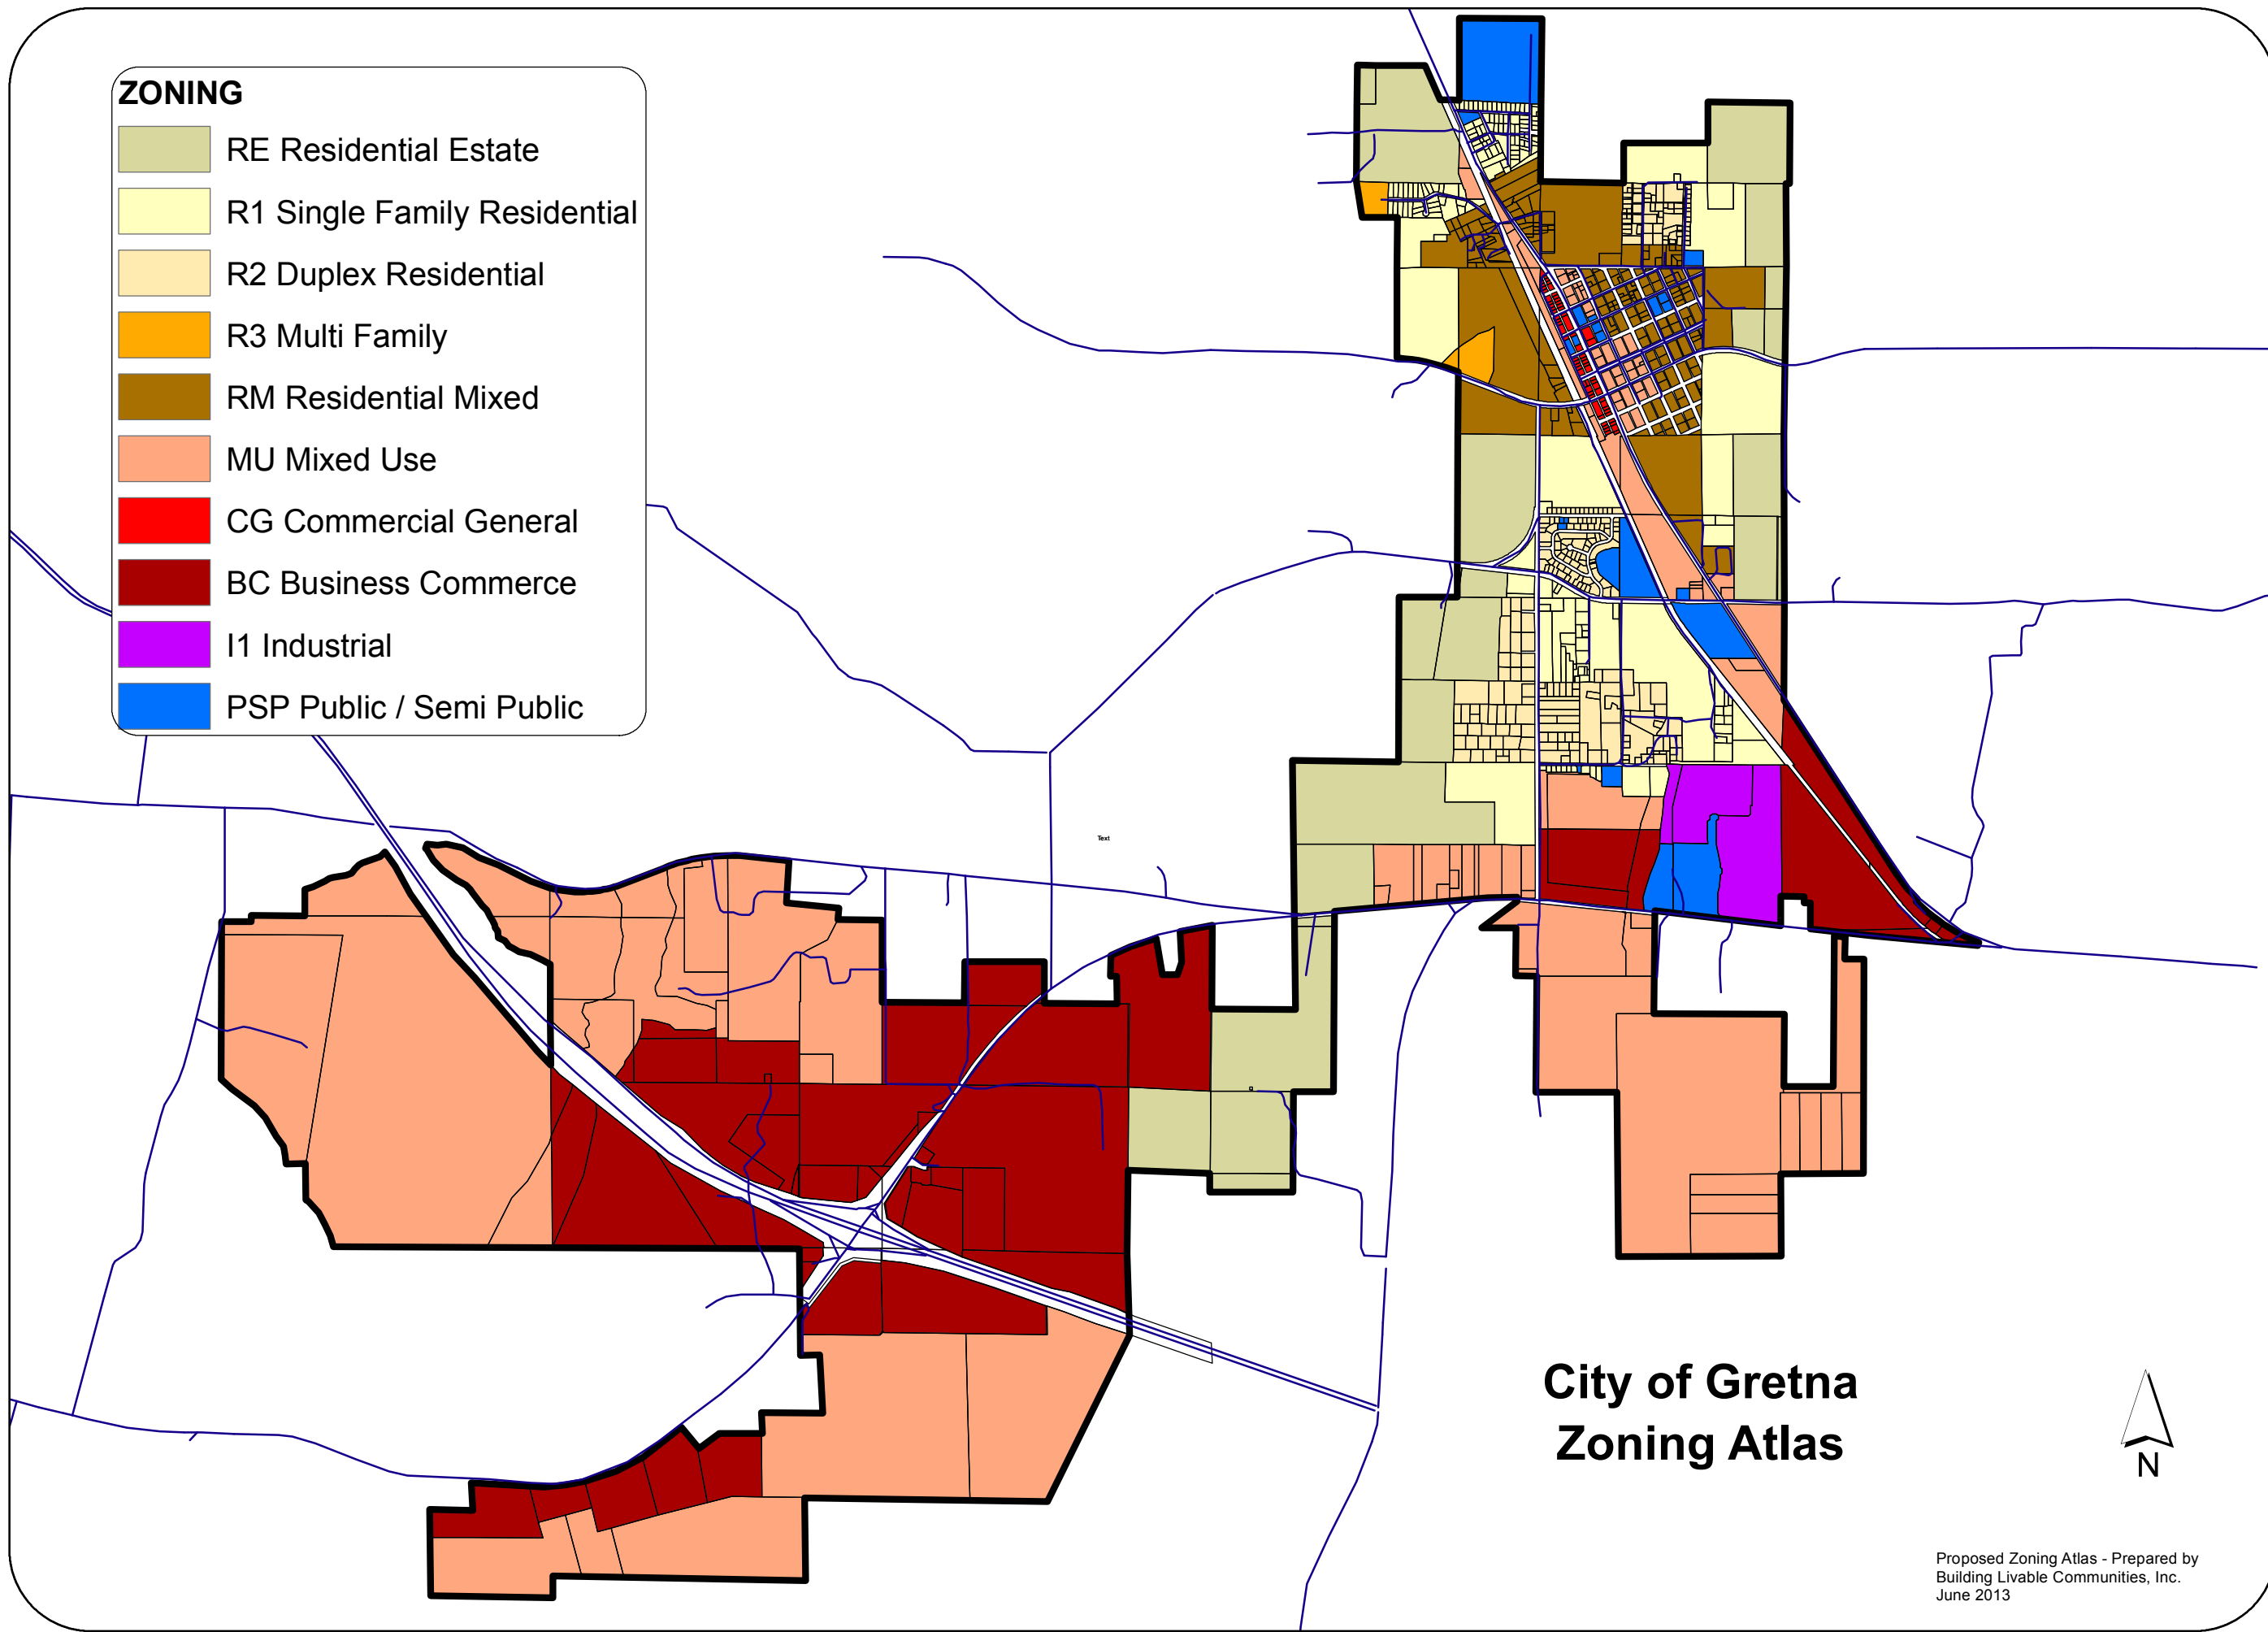 ZONING
RE Residential Estate
R1 Single Family Residential
R2 Duplex Residential
R3 Multi Family
RM Residential Mixed
MU Mixed Use
CG Commercial General
BC Business Commerce
I1 Industrial
PSP Public / Semi Public
Text
City of Gretna
Zoning Atlas
N
Proposed Zoning Atlas - Prepared by
Building Livable Communities, Inc.
June 2013